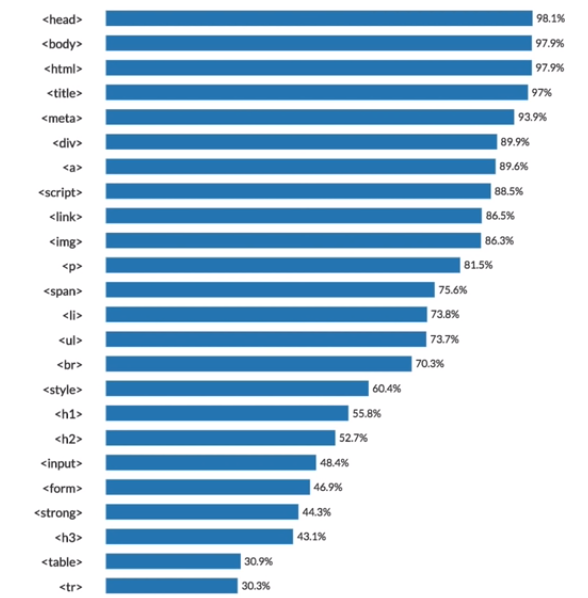 <head> 98.1%
<body> 97.9%
<html> 97.9%
<title> 97%
<meta> 93.9%
<div> 89.9%
<a> 89.6%
<script> 88.5%
<link> 86.5%
<img> 86.3%
<p> 81.5%
<span> 75.6%
<li> 73.8%
<ul> 73.7%
<br> 70.3%
<style> 60.4%
<h1> 55.8%
<h2> 52.7%
<input> 48.4%
<form> 46.9%
<strong> 44.3%
<h3> 43.1%
<table> 30.9%
<tr> 30.3%